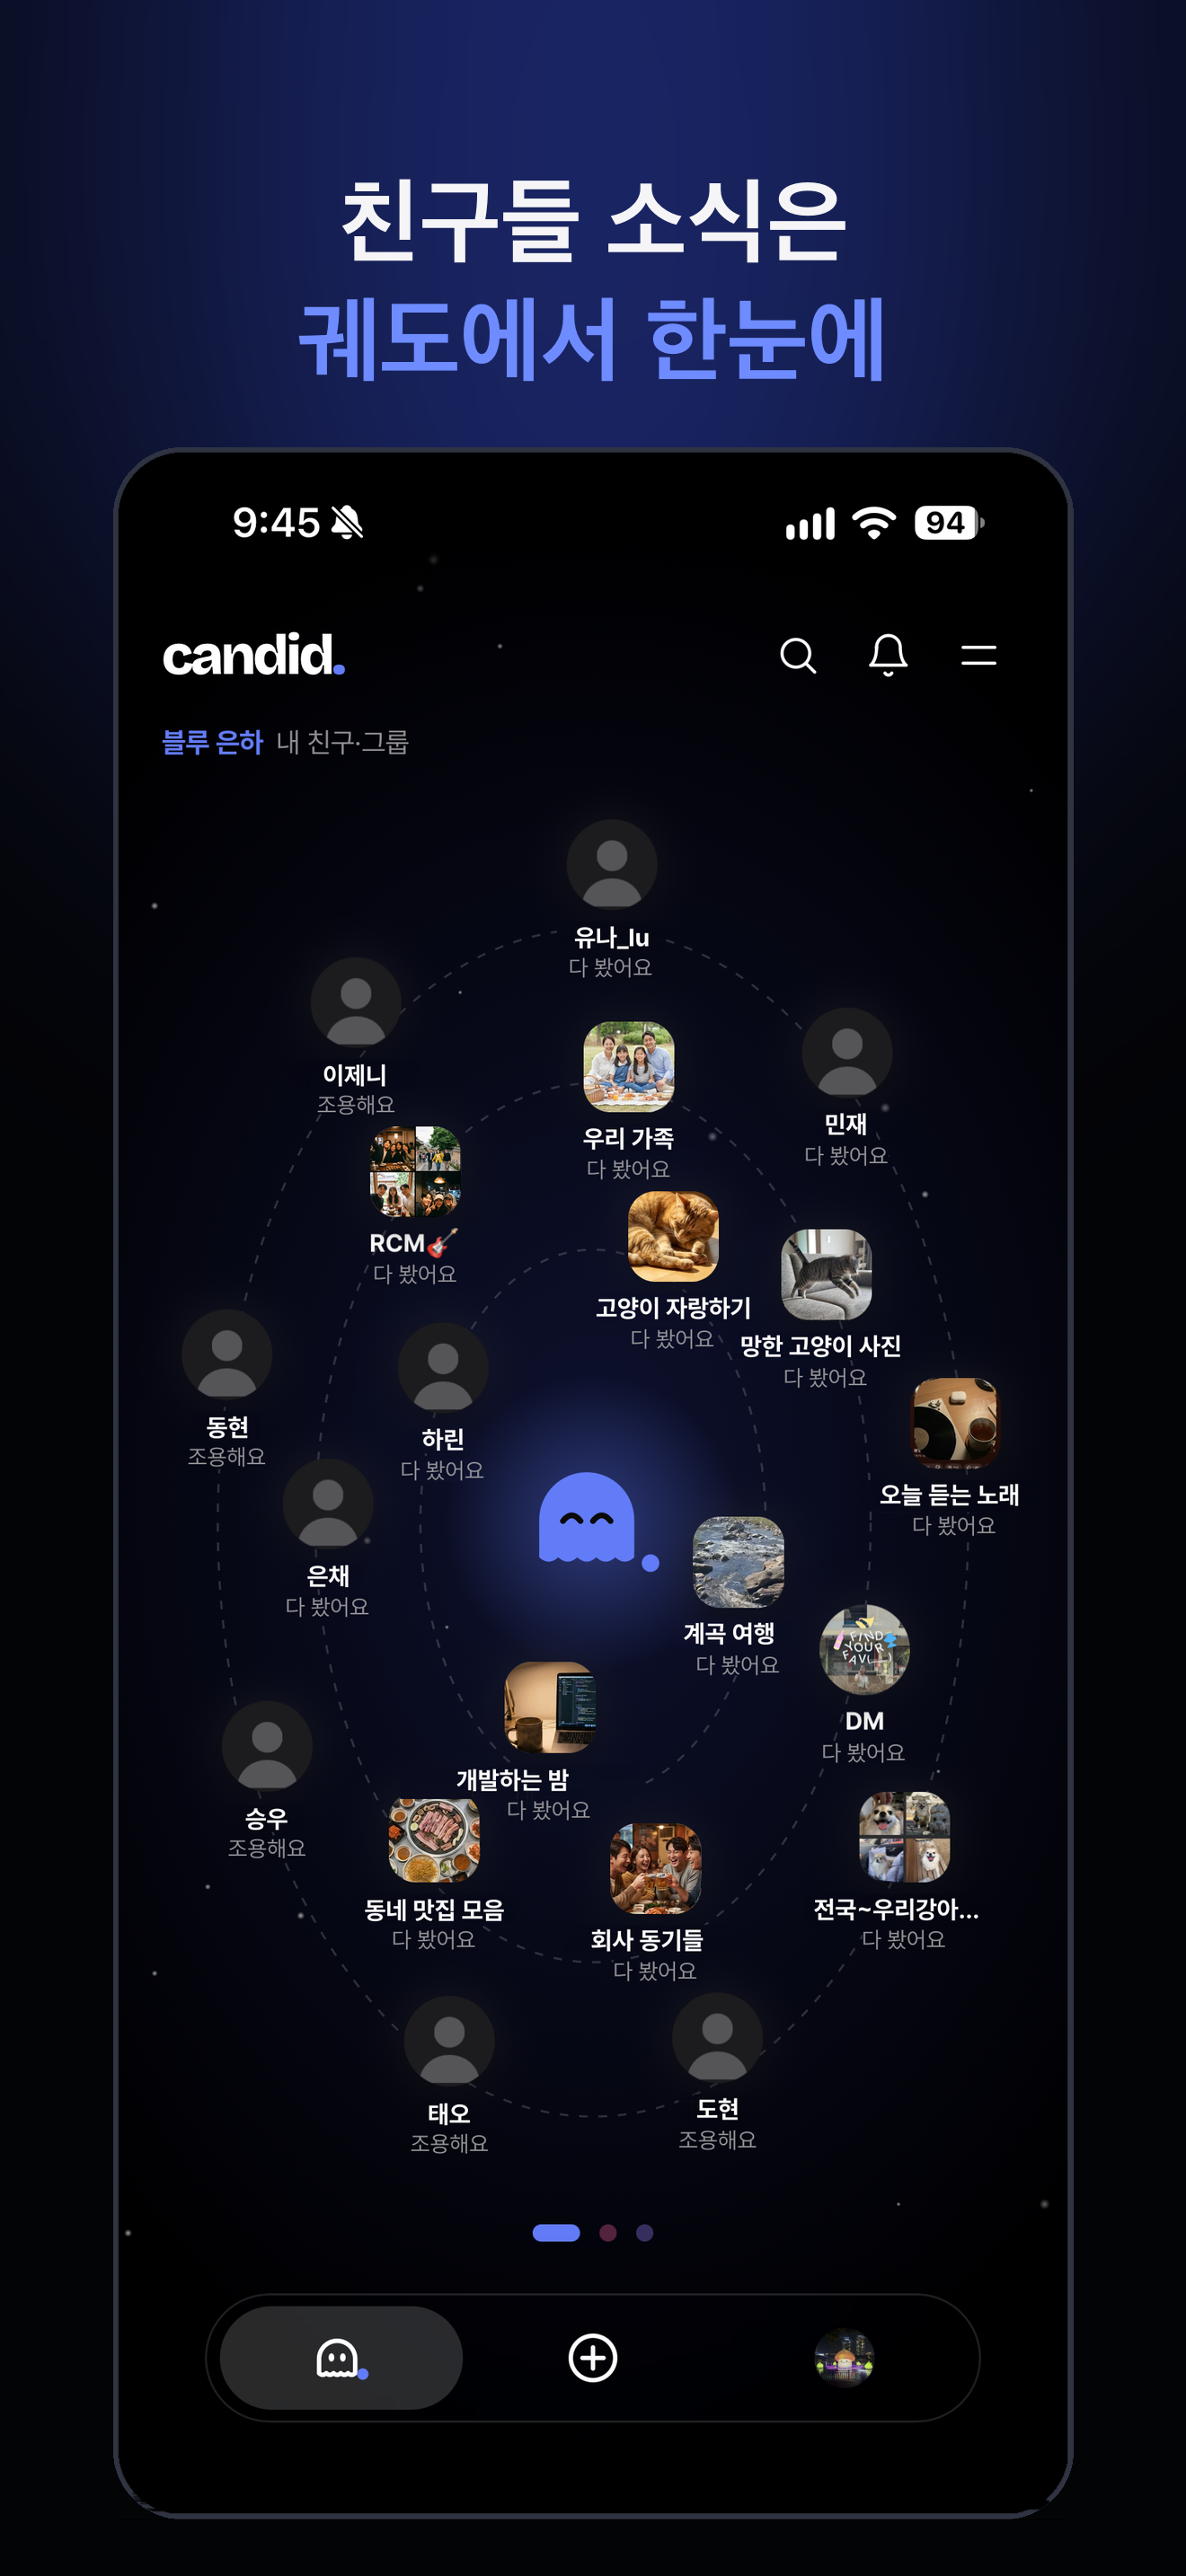 친구들 소식은
궤도에서 한눈에
9:45
94
candid.
블루 은하 내 친구·그룹
유나_lu
다 봤어요
이제니
조용해요
우리 가족
다 봤어요
민재
다 봤어요
RCM🎸
다 봤어요
고양이 자랑하기
다 봤어요
망한 고양이 사진
다 봤어요
동현
조용해요
하린
다 봤어요
오늘 듣는 노래
다 봤어요
은채
다 봤어요
계곡 여행
다 봤어요
FIND
YOUR
DM
다 봤어요
개발하는 밤
다 봤어요
승우
조용해요
동네 맛집 모음
다 봤어요
회사 동기들
다 봤어요
전국~우리강아...
다 봤어요
태오
조용해요
도현
조용해요